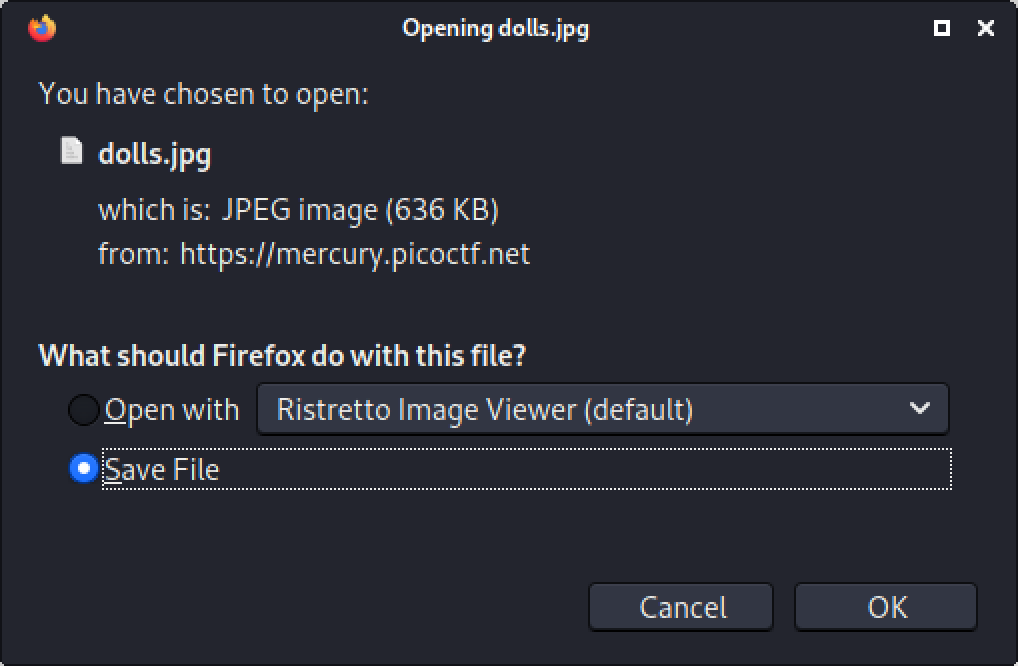 Opening dolls.jpg
You have chosen to open:
dolls.jpg
which is: JPEG image (636 KB)
from: https://mercury.picoctf.net
What should Firefox do with this file?
Open with Ristretto Image Viewer (default)
Save File
Cancel OK